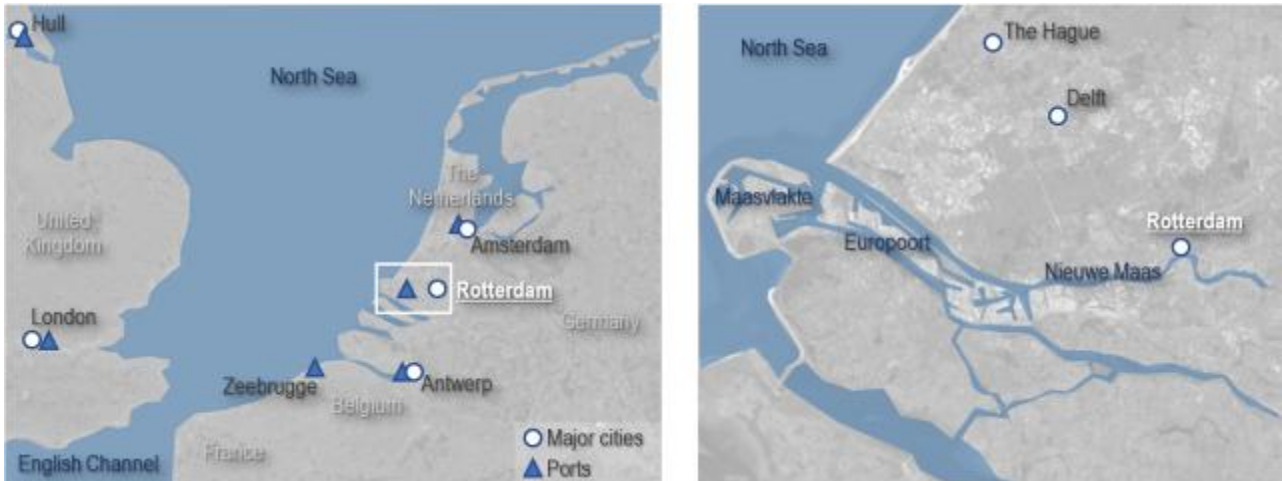 Hull
North Sea
The
Netherlands
United
Kingdom
Amsterdam
Rotterdam
London
Germany
Zeebrugge
Antwerp
Belgium
Major cities
France
English Channel
Ports
The Hague
North Sea
Delft
Maasvlakte
Rotterdam
Europoort
Nieuwe Maas